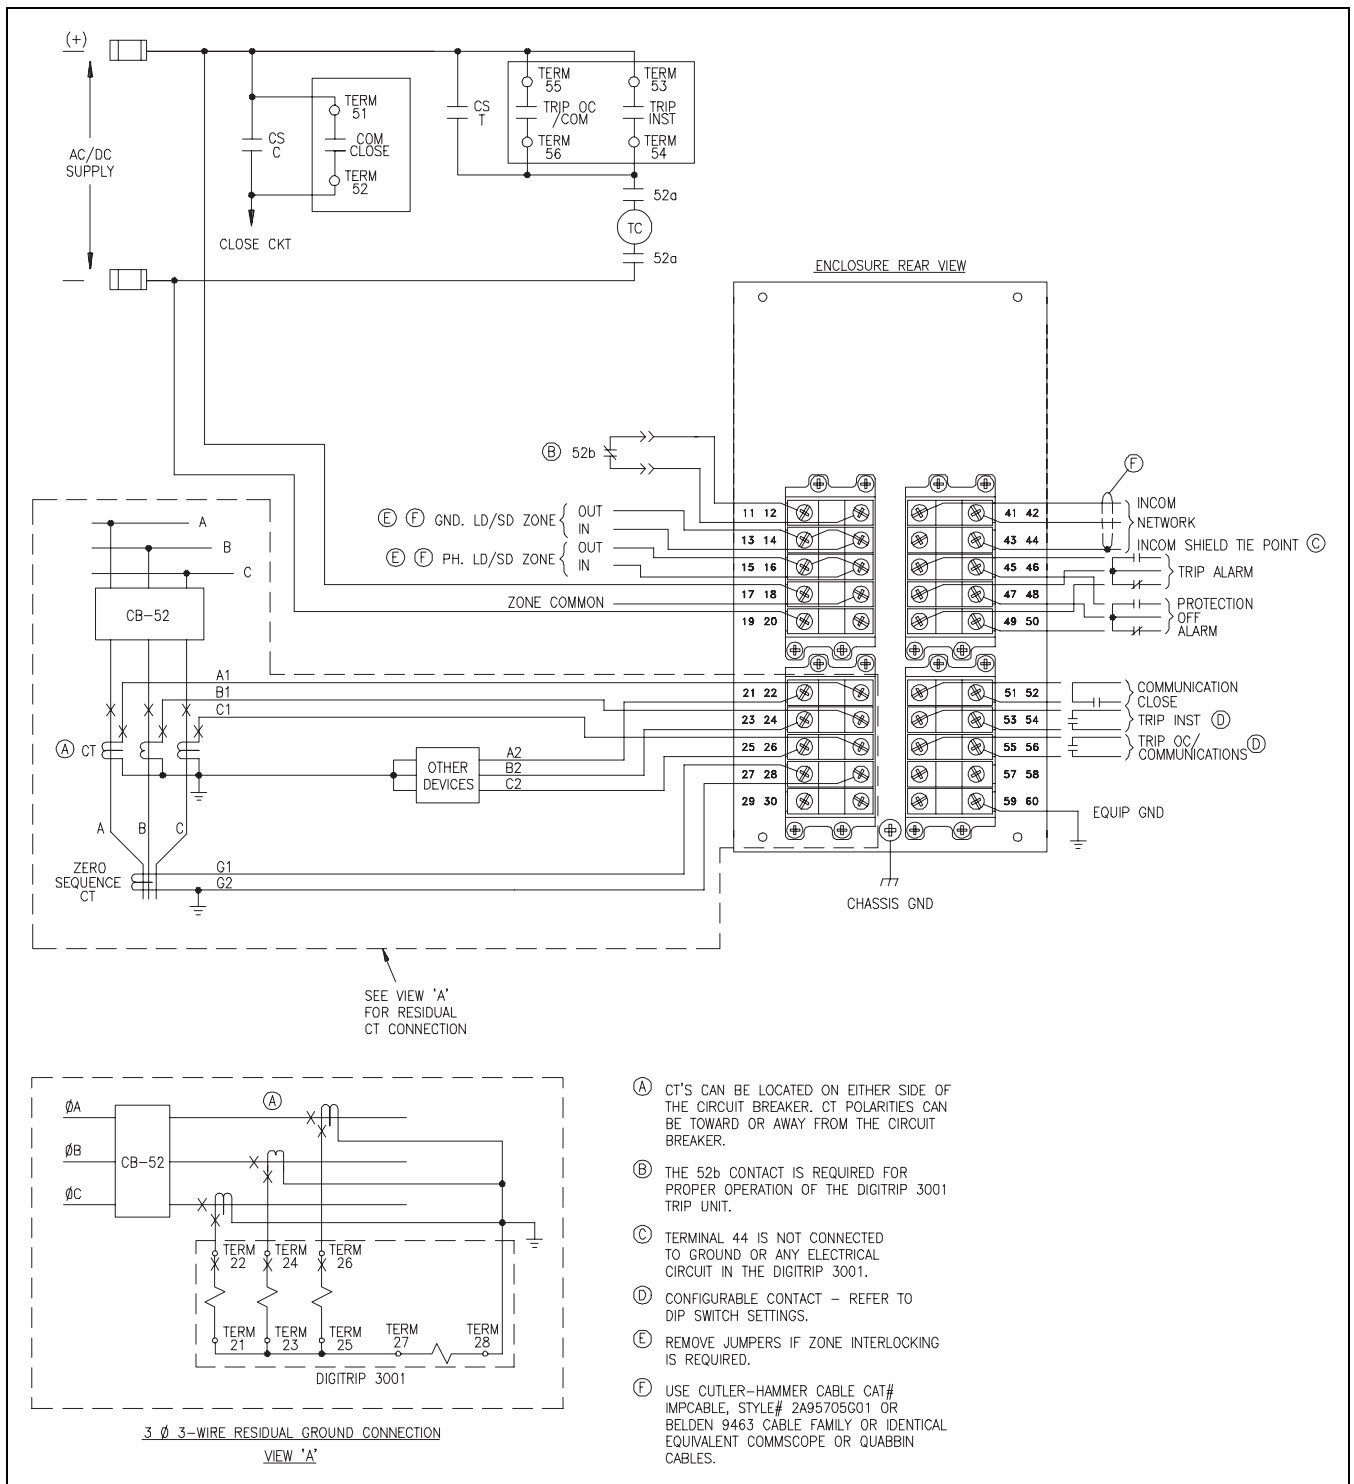 (+)
AC/DC
SUPPLY
CS
C
TERM
51
COM
CLOSE
TERM
52
CLOSE CKT
CS
T
TERM
55
TRIP OC
/COM
TERM
56
TERM
53
TRIP
INST
TERM
54
52a
TC
52a
ENCLOSURE REAR VIEW
B 52b
E F GND. LD/SD ZONE { OUT
IN
E F PH. LD/SD ZONE { OUT
IN
ZONE COMMON
11 12
13 14
15 16
17 18
19 20
21 22
23 24
25 26
27 28
29 30
41 42
43 44
45 46
47 48
49 50
51 52
53 54
55 56
57 58
59 60
F
INCOM
NETWORK
INCOM SHIELD TIE POINT C
TRIP ALARM
PROTECTION
OFF
ALARM
COMMUNICATION
CLOSE
TRIP INST D
TRIP OC/
COMMUNICATIONS D
EQUIP GND
CHASSIS GND
A
B
C
CB-52
A1
B1
C1
A CT
OTHER
DEVICES
A2
B2
C2
A
B
C
ZERO
SEQUENCE
CT
G1
G2
SEE VIEW 'A'
FOR RESIDUAL
CT CONNECTION
ØA
ØB
ØC
CB-52
A
TERM
22
TERM
24
TERM
26
TERM
21
TERM
23
TERM
25
TERM
27
TERM
28
DIGITRIP 3001
3 Ø 3-WIRE RESIDUAL GROUND CONNECTION
VIEW 'A'
A CT'S CAN BE LOCATED ON EITHER SIDE OF
THE CIRCUIT BREAKER. CT POLARITIES CAN
BE TOWARD OR AWAY FROM THE CIRCUIT
BREAKER.
B THE 52b CONTACT IS REQUIRED FOR
PROPER OPERATION OF THE DIGITRIP 3001
TRIP UNIT.
C TERMINAL 44 IS NOT CONNECTED
TO GROUND OR ANY ELECTRICAL
CIRCUIT IN THE DIGITRIP 3001.
D CONFIGURABLE CONTACT – REFER TO
DIP SWITCH SETTINGS.
E REMOVE JUMPERS IF ZONE INTERLOCKING
IS REQUIRED.
F USE CUTLER-HAMMER CABLE CAT#
IMPCABLE, STYLE# 2A95705G01 OR
BELDEN 9463 CABLE FAMILY OR IDENTICAL
EQUIVALENT COMMSCOPE OR QUABBIN
CABLES.